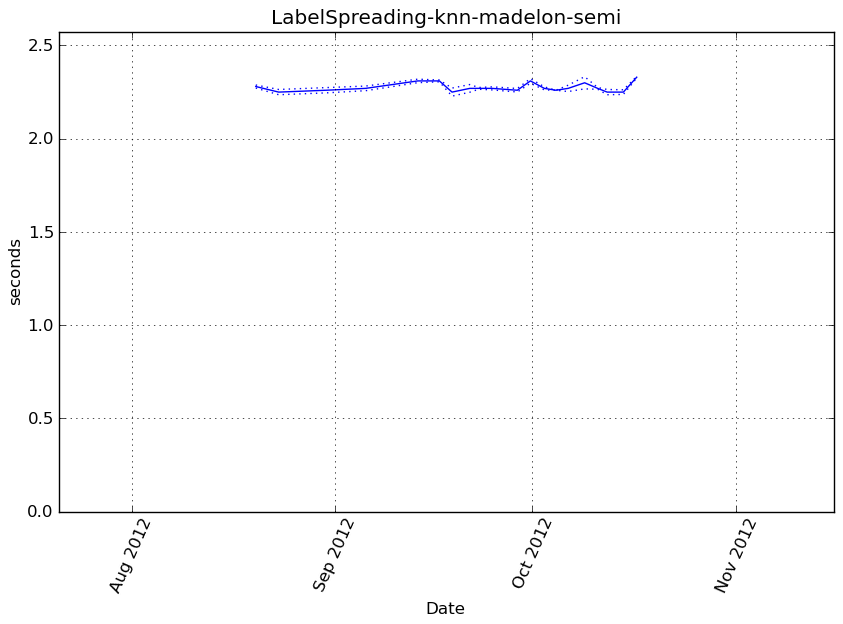 LabelSpreading-knn-madelon-semi
2.5
2.0
1.5
1.0
0.5
0.0
seconds
Aug 2012
Sep 2012
Oct 2012
Nov 2012
Date